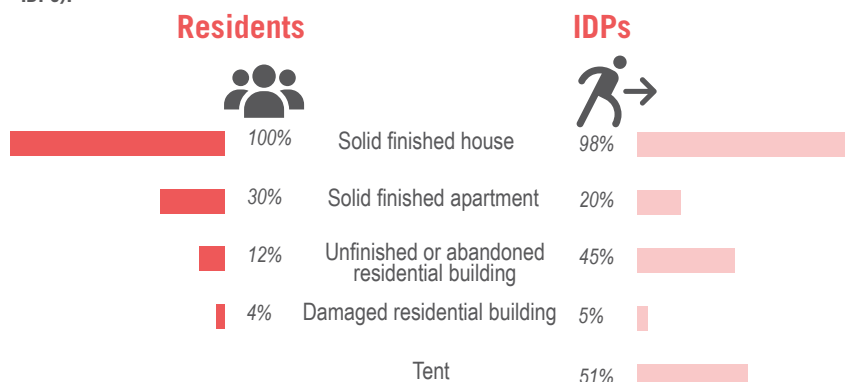 Residents IDPs
100% Solid finished house 98%
30% Solid finished apartment 20%
12% Unfinished or abandoned residential building 45%
4% Damaged residential building 5%
Tent 51%